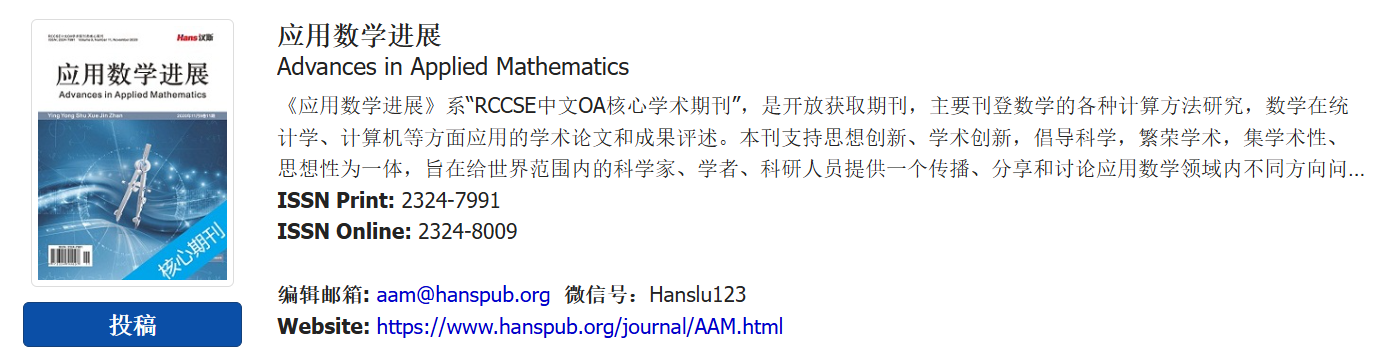 Hans汉斯
应用数学进展
Advances in Applied Mathematics
Ying Yong Shu Xue Jin Zhan
核心期刊
投稿
应用数学进展
Advances in Applied Mathematics
《应用数学进展》系“RCCSE中文OA核心学术期刊”，是开放获取期刊，主要刊登数学的各种计算方法研究，数学在统
计学、计算机等方面应用的学术论文和成果评述。本刊支持思想创新、学术创新，倡导科学，繁荣学术，集学术性、
思想性为一体，旨在给世界范围内的科学家、学者、科研人员提供一个传播、分享和讨论应用数学领域内不同方向问...
ISSN Print: 2324-7991
ISSN Online: 2324-8009
编辑邮箱: aam@hanspub.org 微信号：Hanslu123
Website: https://www.hanspub.org/journal/AAM.html